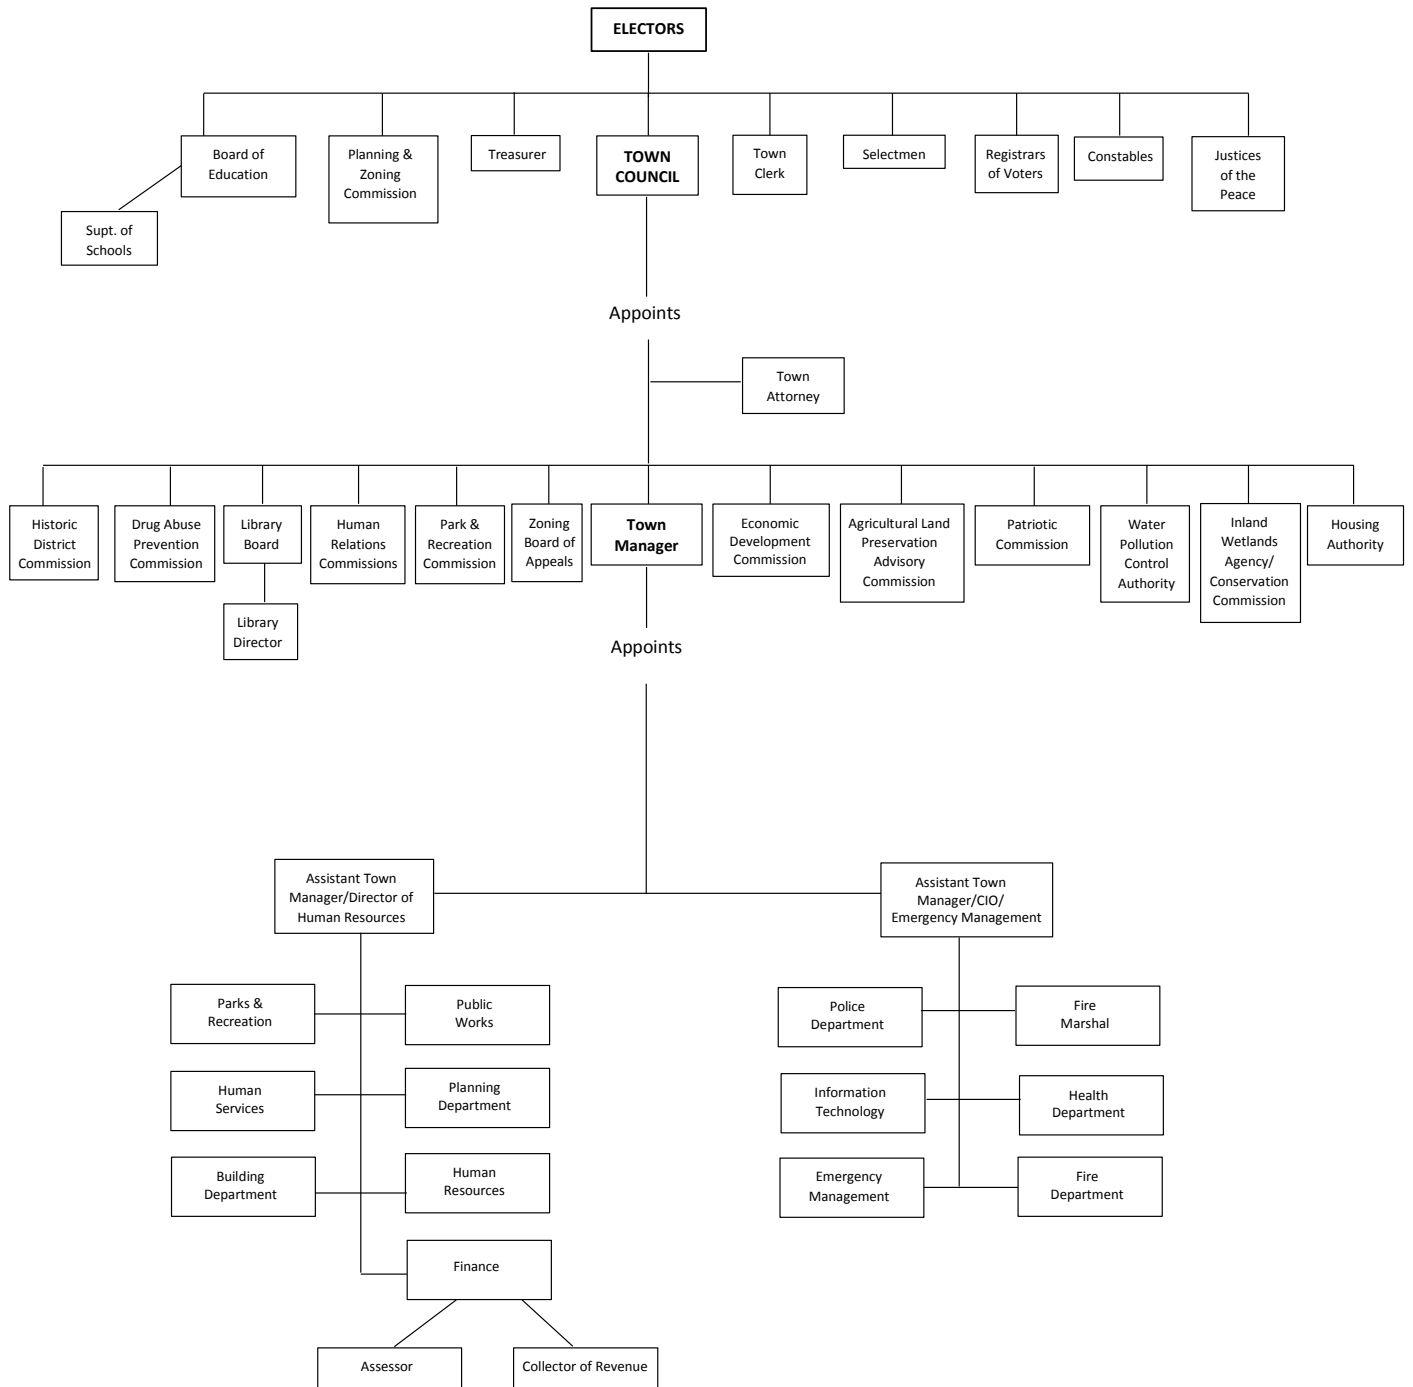 ELECTORS
Board of
Education
Planning &
Zoning
Commission
Treasurer
TOWN
COUNCIL
Town
Clerk
Selectmen
Registrars
of Voters
Constables
Justices
of the
Peace
Supt. of
Schools
Appoints
Town
Attorney
Historic
District
Commission
Drug Abuse
Prevention
Commission
Library
Board
Human
Relations
Commissions
Park &
Recreation
Commission
Zoning
Board of
Appeals
Town
Manager
Economic
Development
Commission
Agricultural Land
Preservation
Advisory
Commission
Patriotic
Commission
Water
Pollution
Control
Authority
Inland
Wetlands
Agency/
Conservation
Commission
Housing
Authority
Library
Director
Appoints
Assistant Town
Manager/Director of
Human Resources
Assistant Town
Manager/CIO/
Emergency Management
Parks &
Recreation
Public
Works
Police
Department
Fire
Marshal
Human
Services
Planning
Department
Information
Technology
Health
Department
Building
Department
Human
Resources
Emergency
Management
Fire
Department
Finance
Assessor
Collector of Revenue